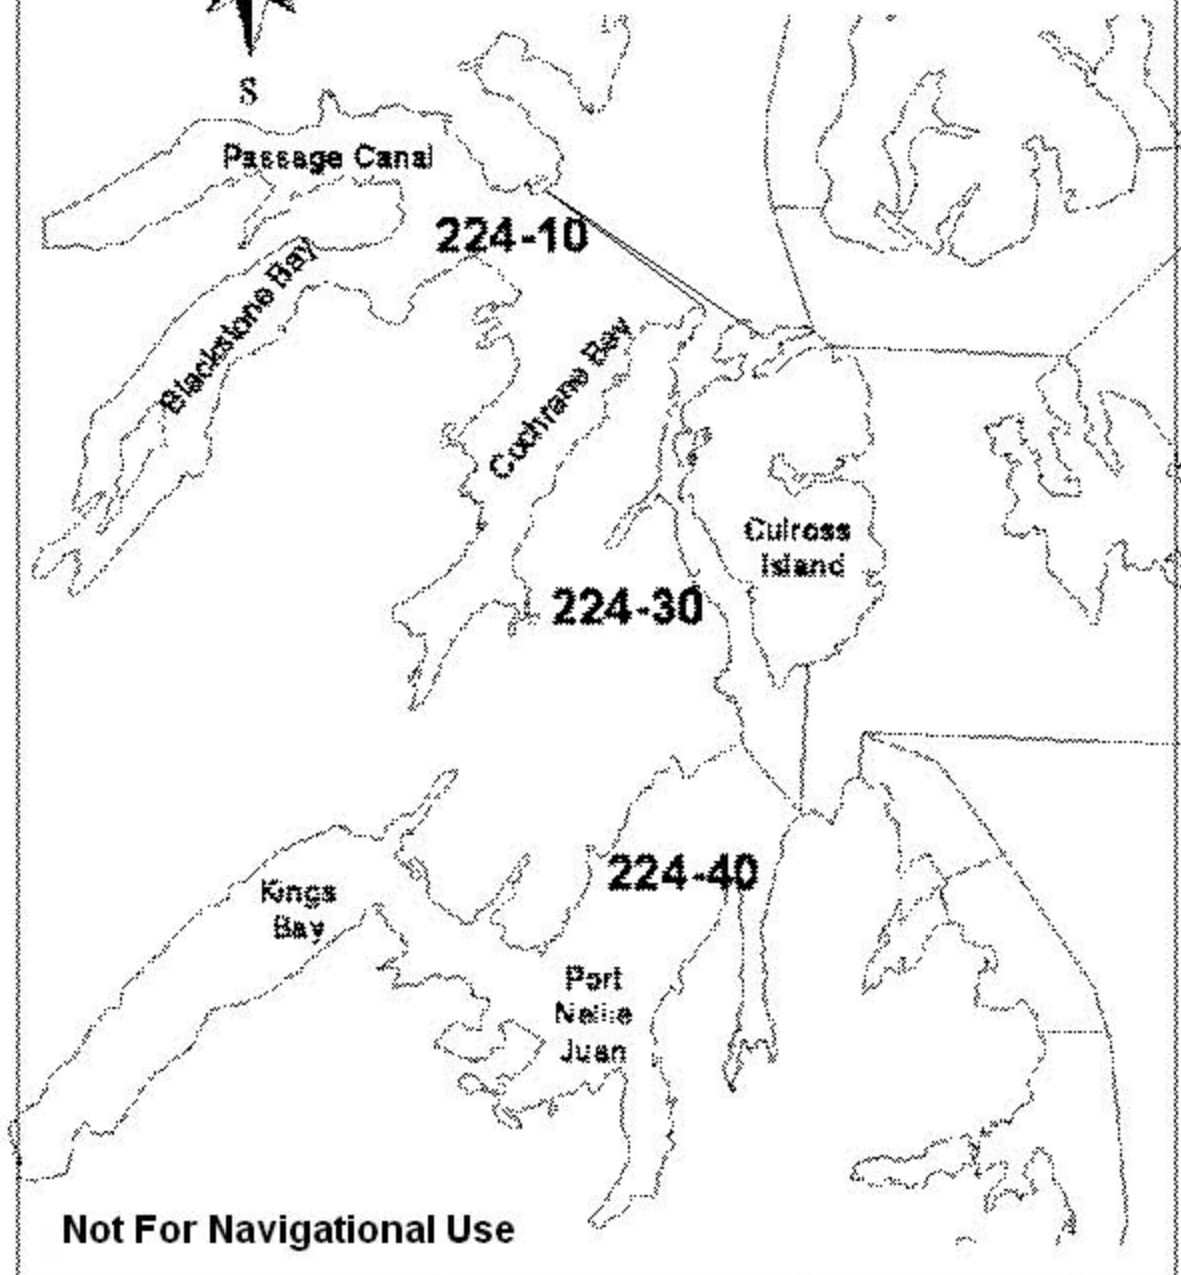 S
Passage Canal
224-10
Blackstone Bay
Cochrane Bay
Culross
Island
224-30
224-40
Kings
Bay
Port
Nellie
Juan
Not For Navigational Use